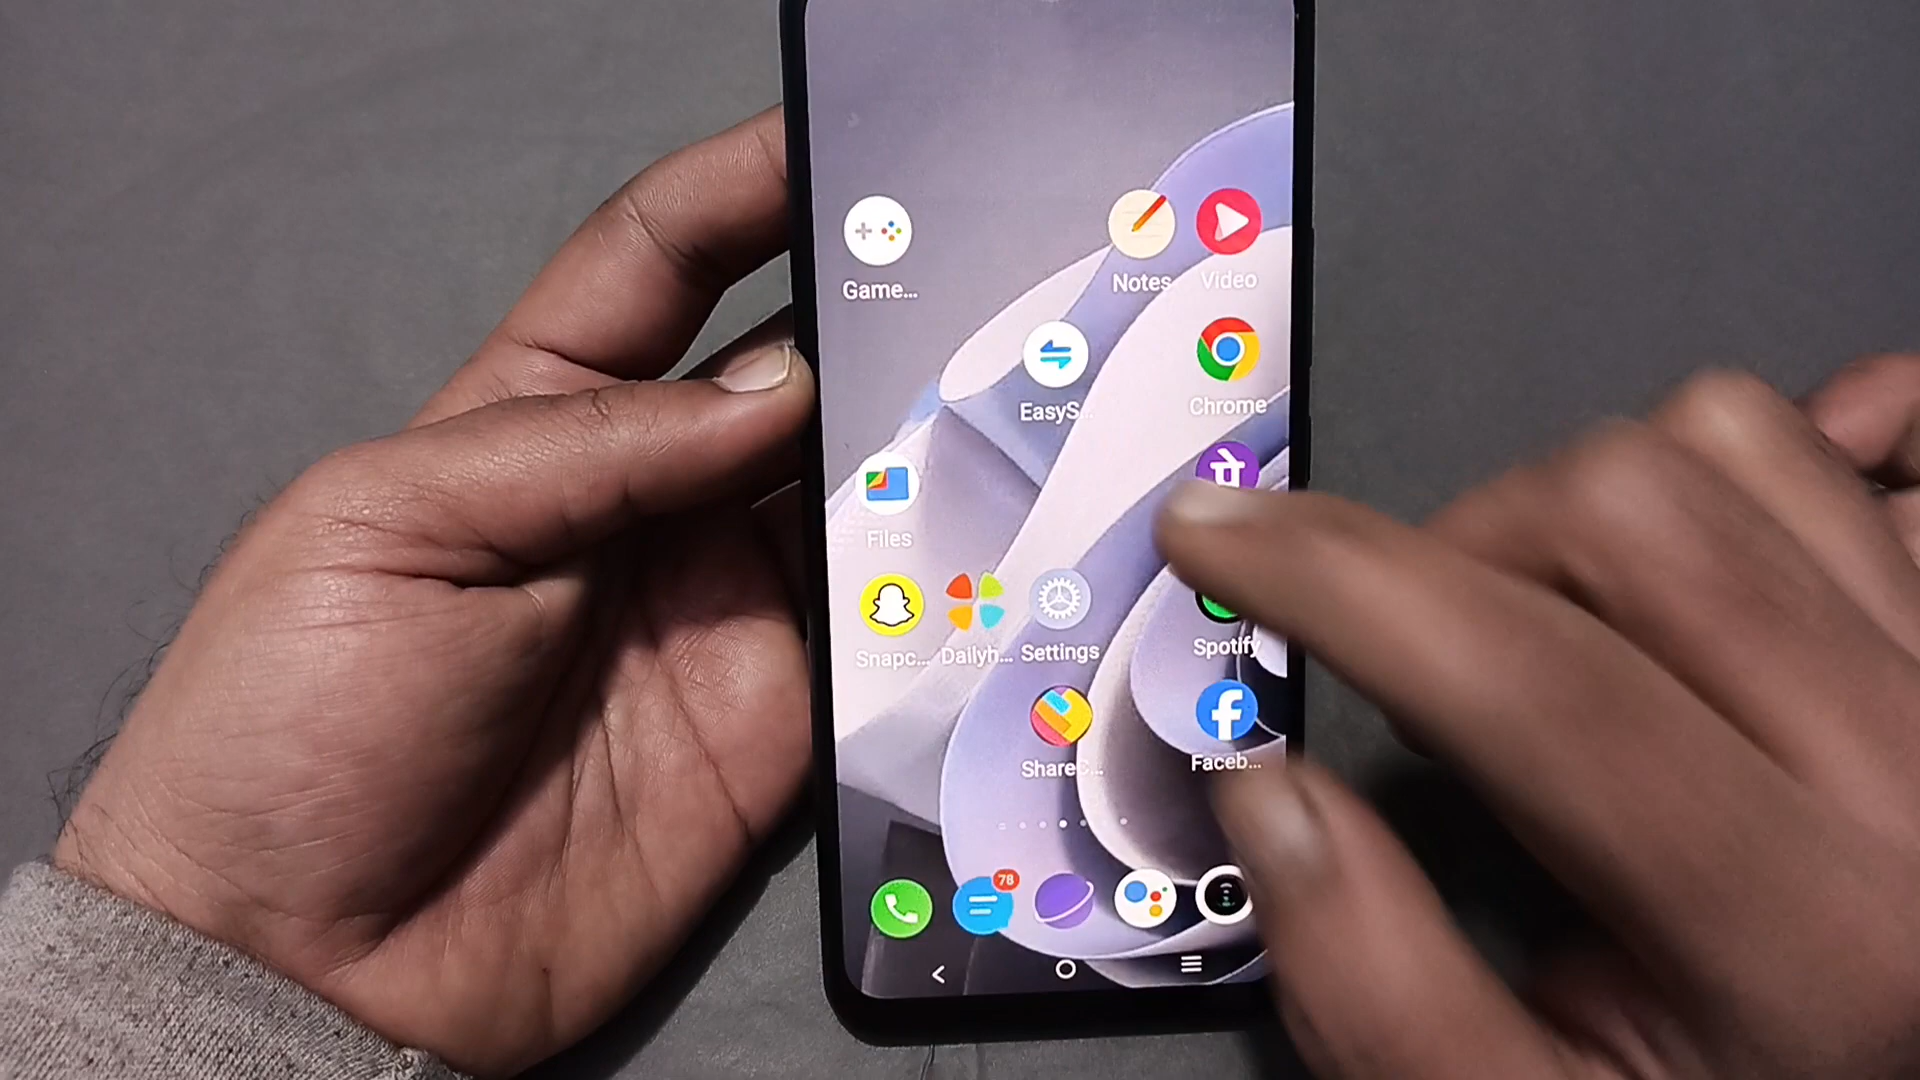 Game...
Notes
Video
EasyS...
Chrome
पे
Files
Snapc...
Dailyh...
Settings
Spotify
ShareC...
Faceb...
78